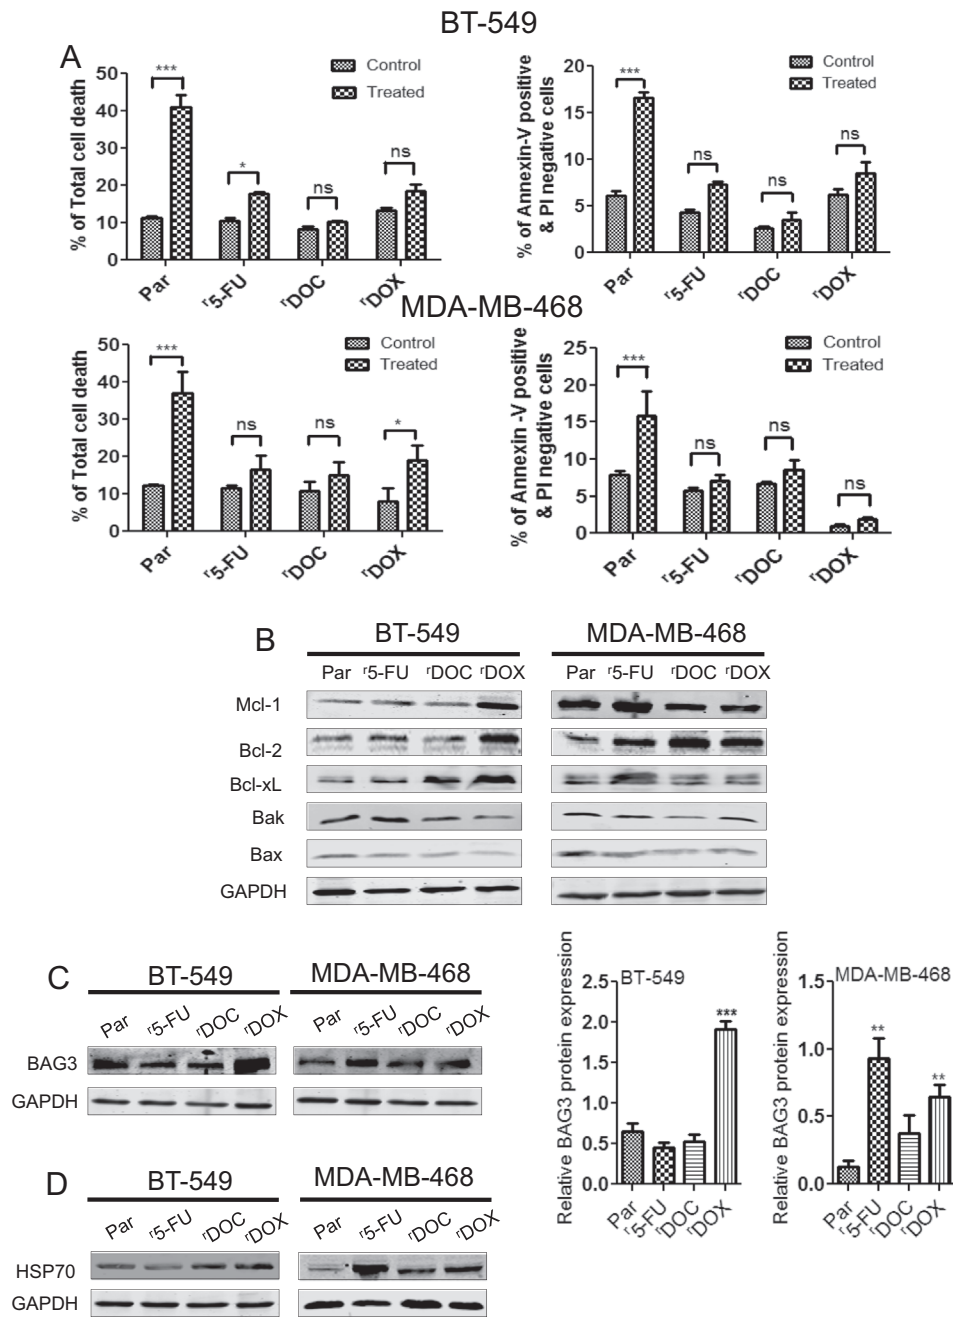 BT-549
A
% of Total cell death
50
40
30
20
10
0
***
*
ns
ns
Control
Treated
Par
r5-FU
rDOC
rDOX
% of Annexin-V positive
& PI negative cells
20
15
10
5
0
***
ns
ns
ns
Control
Treated
Par
r5-FU
rDOC
rDOX
MDA-MB-468
% of Total cell death
50
40
30
20
10
0
***
ns
ns
*
Control
Treated
Par
r5-FU
rDOC
rDOX
% of Annexin -V positive
& PI negative cells
25
20
15
10
5
0
***
ns
ns
ns
Control
Treated
Par
r5-FU
rDOC
rDOX
B
BT-549 MDA-MB-468
Par r5-FU rDOC rDOX Par r5-FU rDOC rDOX
Mcl-1
Bcl-2
Bcl-xL
Bak
Bax
GAPDH
C
BT-549 MDA-MB-468
Par r5-FU rDOC rDOX Par r5-FU rDOC rDOX
BAG3
GAPDH
Relative BAG3 protein expression
BT-549
2.5
2.0
1.5
1.0
0.5
0.0
***
Par
r5-FU
rDOC
rDOX
Relative BAG3 protein expression
MDA-MB-468
1.5
1.0
0.5
0.0
**
**
Par
r5-FU
rDOC
rDOX
D
BT-549 MDA-MB-468
Par r5-FU rDOC rDOX Par r5-FU rDOC rDOX
HSP70
GAPDH